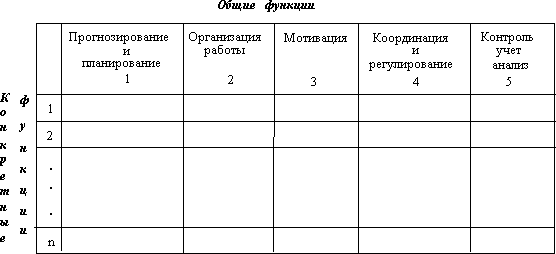 Общие функции
Прогнозирование
и
планирование
1
Организация
работы
2
Мотивация
3
Координация
и
регулирование
4
Контроль
учет
анализ
5
Конкретные
функции
1
2
.
.
.
n